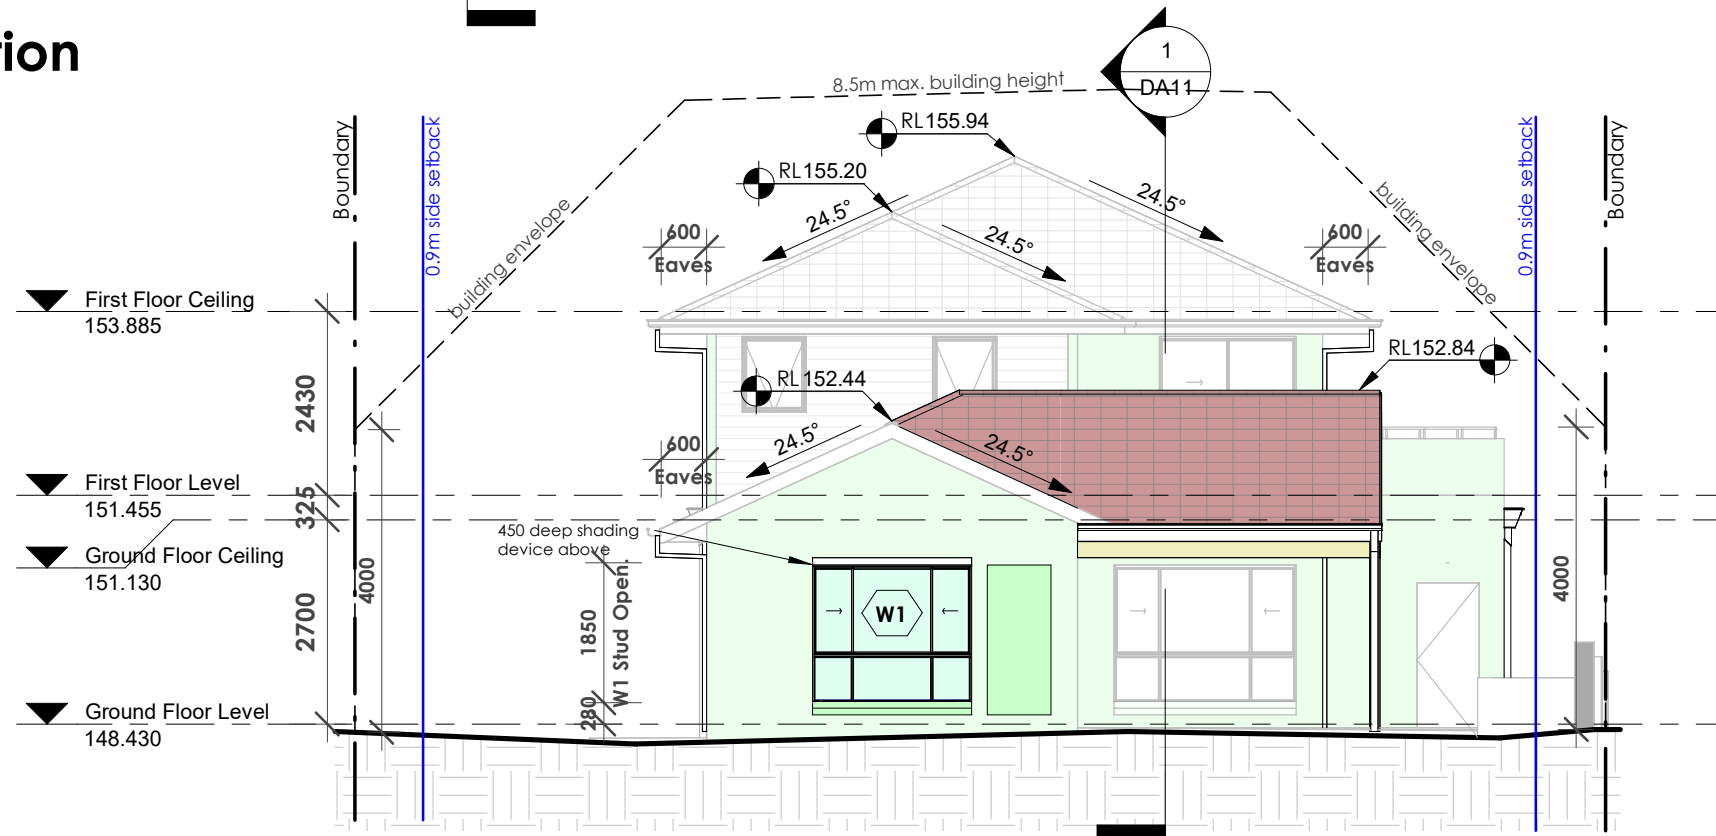 tion
1
DA11
8.5m max. building height
RL155.94
RL155.20
Boundary
0.9m side setback
building envelope
24.5°
24.5°
24.5°
600
Eaves
600
Eaves
building envelope
0.9m side setback
Boundary
First Floor Ceiling
153.885
RL152.84
RL152.44
2430
24.5°
24.5°
600
Eaves
First Floor Level
151.455
325
450 deep shading
device above
Ground Floor Ceiling
151.130
4000
4000
2700
1850
W1 Stud Open.
W1
280
Ground Floor Level
148.430